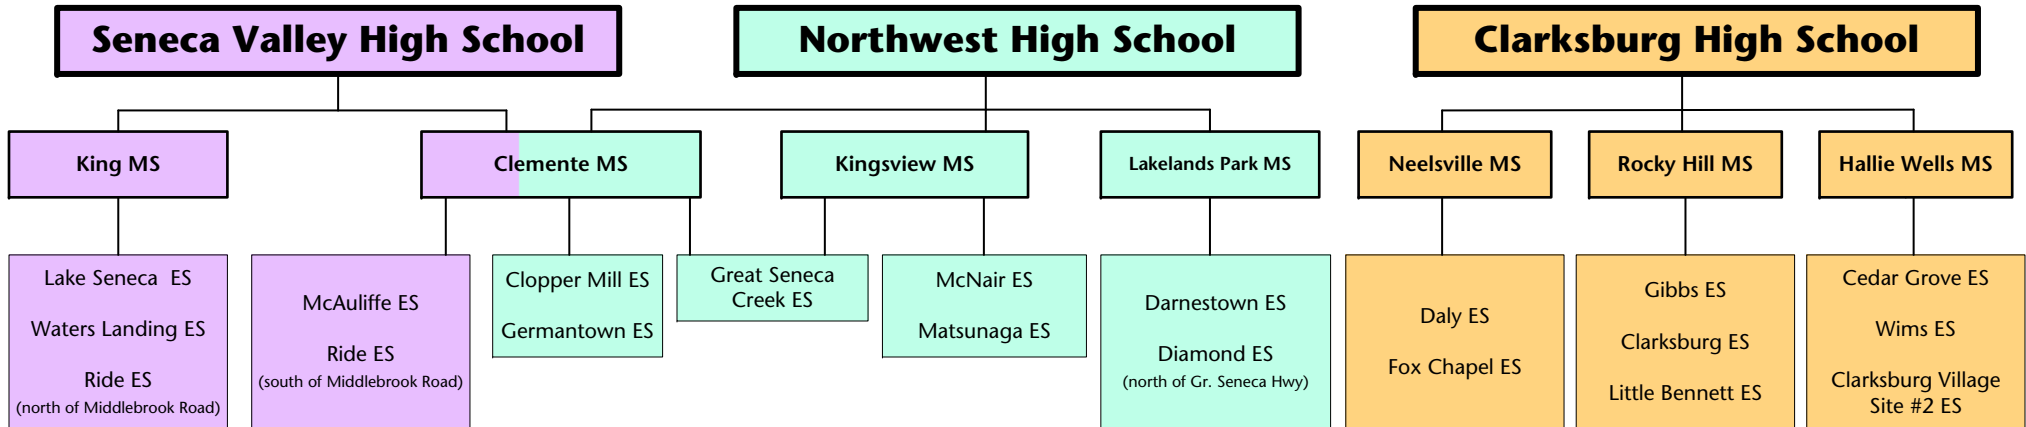 Seneca Valley High School
Northwest High School
Clarksburg High School
King MS
Clemente MS
Kingsview MS
Lakelands Park MS
Neelsville MS
Rocky Hill MS
Hallie Wells MS
Lake Seneca ES
Waters Landing ES
Ride ES
(north of Middlebrook Road)
McAuliffe ES
Ride ES
(south of Middlebrook Road)
Clopper Mill ES
Germantown ES
Great Seneca
Creek ES
McNair ES
Matsunaga ES
Darnestown ES
Diamond ES
(north of Gr. Seneca Hwy)
Daly ES
Fox Chapel ES
Gibbs ES
Clarksburg ES
Little Bennett ES
Cedar Grove ES
Wims ES
Clarksburg Village
Site #2 ES